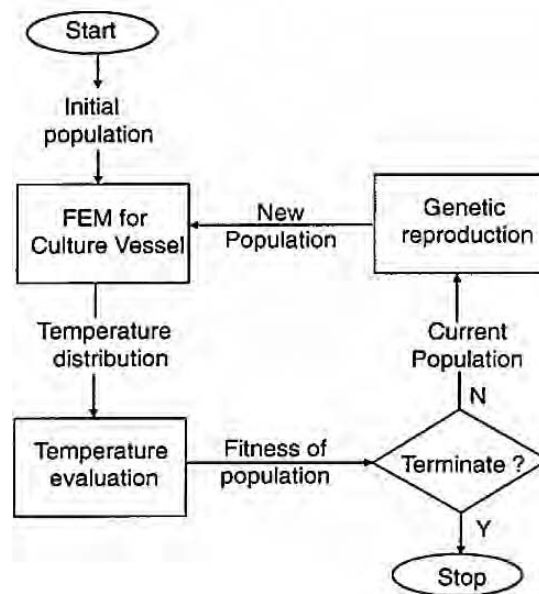 Start
Initial
population
FEM for
Culture Vessel
New
Population
Genetic
reproduction
Temperature
distribution
Current
Population
N
Temperature
evaluation
Fitness of
population
Terminate ?
Y
Stop